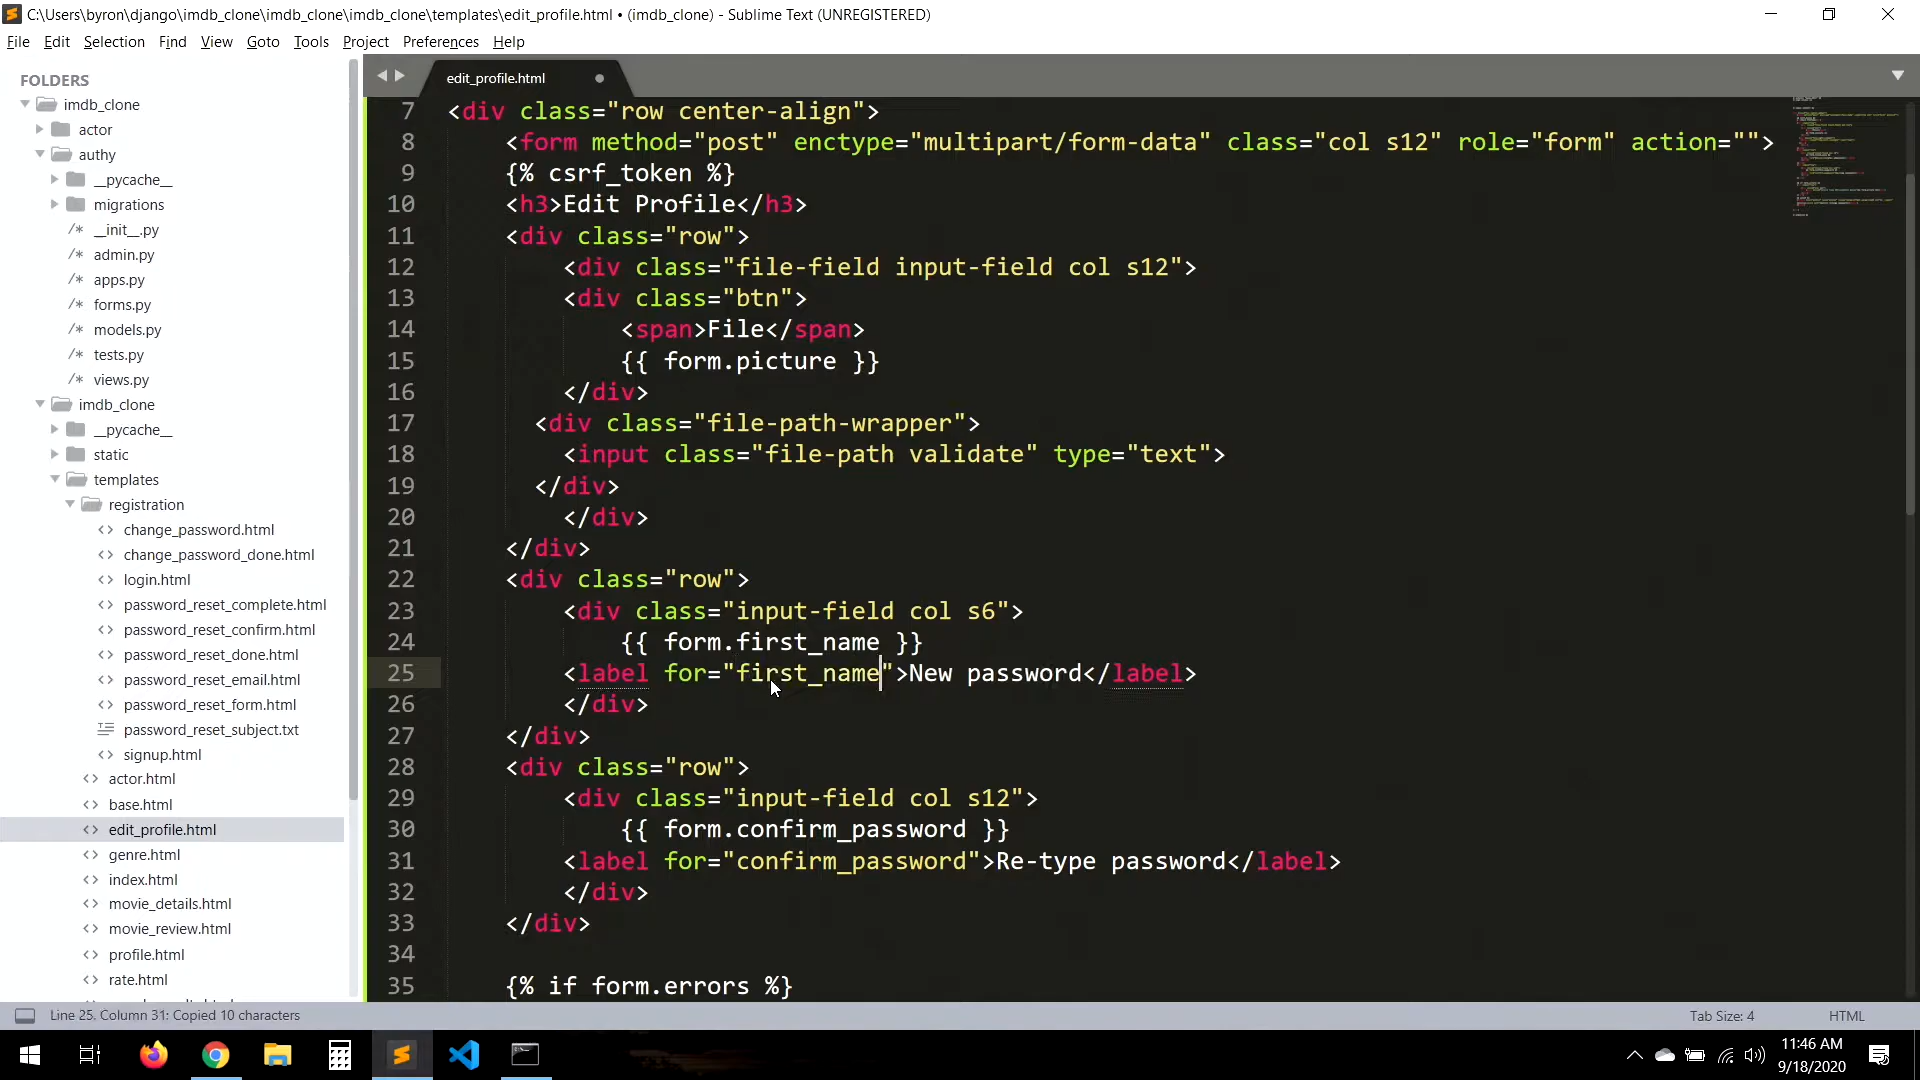 C:\Users\byron\django\imdb_clone\imdb_clone\imdb_clone\templates\edit_profile.html • (imdb_clone) - Sublime Text (UNREGISTERED)
File Edit Selection Find View Goto Tools Project Preferences Help
FOLDERS
imdb_clone
actor
authy
__pycache__
migrations
__init__.py
admin.py
apps.py
forms.py
models.py
tests.py
views.py
imdb_clone
__pycache__
static
templates
registration
change_password.html
change_password_done.html
login.html
password_reset_complete.html
password_reset_confirm.html
password_reset_done.html
password_reset_email.html
password_reset_form.html
password_reset_subject.txt
signup.html
actor.html
base.html
edit_profile.html
genre.html
index.html
movie_details.html
movie_review.html
profile.html
rate.html
edit_profile.html
7 <div class="row center-align">
8 <form method="post" enctype="multipart/form-data" class="col s12" role="form" action="">
9 {% csrf_token %}
10 <h3>Edit Profile</h3>
11 <div class="row">
12 <div class="file-field input-field col s12">
13 <div class="btn">
14 <span>File</span>
15 {{ form.picture }}
16 </div>
17 <div class="file-path-wrapper">
18 <input class="file-path validate" type="text">
19 </div>
20 </div>
21 </div>
22 <div class="row">
23 <div class="input-field col s6">
24 {{ form.first_name }}
25 <label for="first_name">New password</label>
26 </div>
27 </div>
28 <div class="row">
29 <div class="input-field col s12">
30 {{ form.confirm_password }}
31 <label for="confirm_password">Re-type password</label>
32 </div>
33 </div>
34
35 {% if form.errors %}
Line 25, Column 31: Copied 10 characters
Tab Size: 4
HTML
11:46 AM
9/18/2020